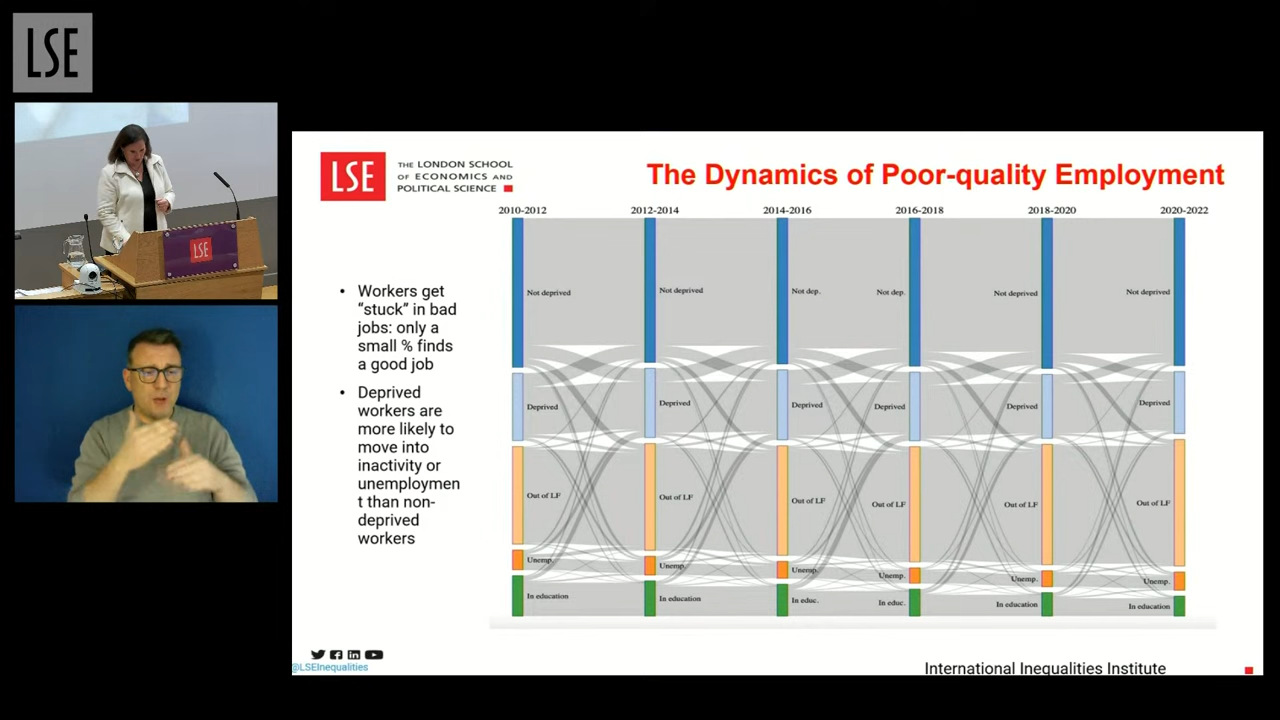 LSE
LSE
LSE
THE LONDON SCHOOL
OF ECONOMICS AND
POLITICAL SCIENCE
The Dynamics of Poor-quality Employment
• Workers get
"stuck" in bad
jobs: only a
small % finds
a good job
• Deprived
workers are
more likely to
move into
inactivity or
unemploymen
t than non-
deprived
workers
2010-2012 2012-2014 2014-2016 2016-2018 2018-2020 2020-2022
Not deprived Not deprived Not dep. Not dep. Not deprived Not deprived
Deprived Deprived Deprived Deprived Deprived Deprived
Out of LF Out of LF Out of LF Out of LF Out of LF Out of LF
Unemp. Unemp. Unemp. Unemp. Unemp. Unemp.
In education In education In educ. In educ. In education In education
@LSEInequalities
International Inequalities Institute